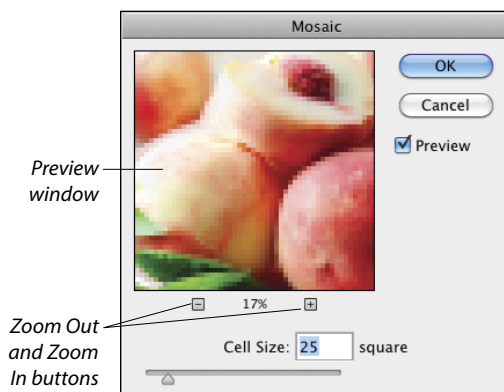 Mosaic
OK
Cancel
Preview
Preview
window
− 17% +
Zoom Out
and Zoom
In buttons
Cell Size: 25 square